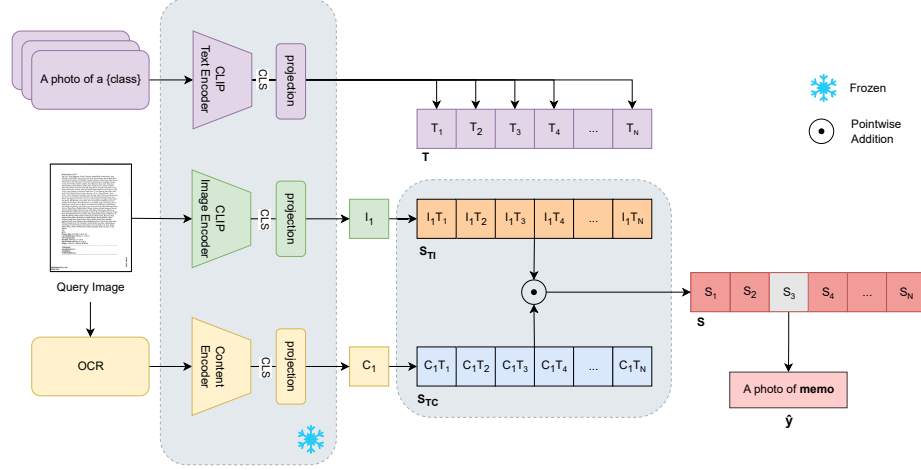 A photo of a {class}
CLIP
Text Encoder
CLS
projection
T1 T2 T3 T4 ... TN
T
Frozen
Pointwise
Addition
Query Image
CLIP
Image Encoder
CLS
projection
I1
I1T1 I1T2 I1T3 I1T4 ... I1TN
STI
S1 S2 S3 S4 ... SN
S
OCR
Content
Encoder
CLS
projection
C1
C1T1 C1T2 C1T3 C1T4 ... C1TN
STC
A photo of memo
ŷ